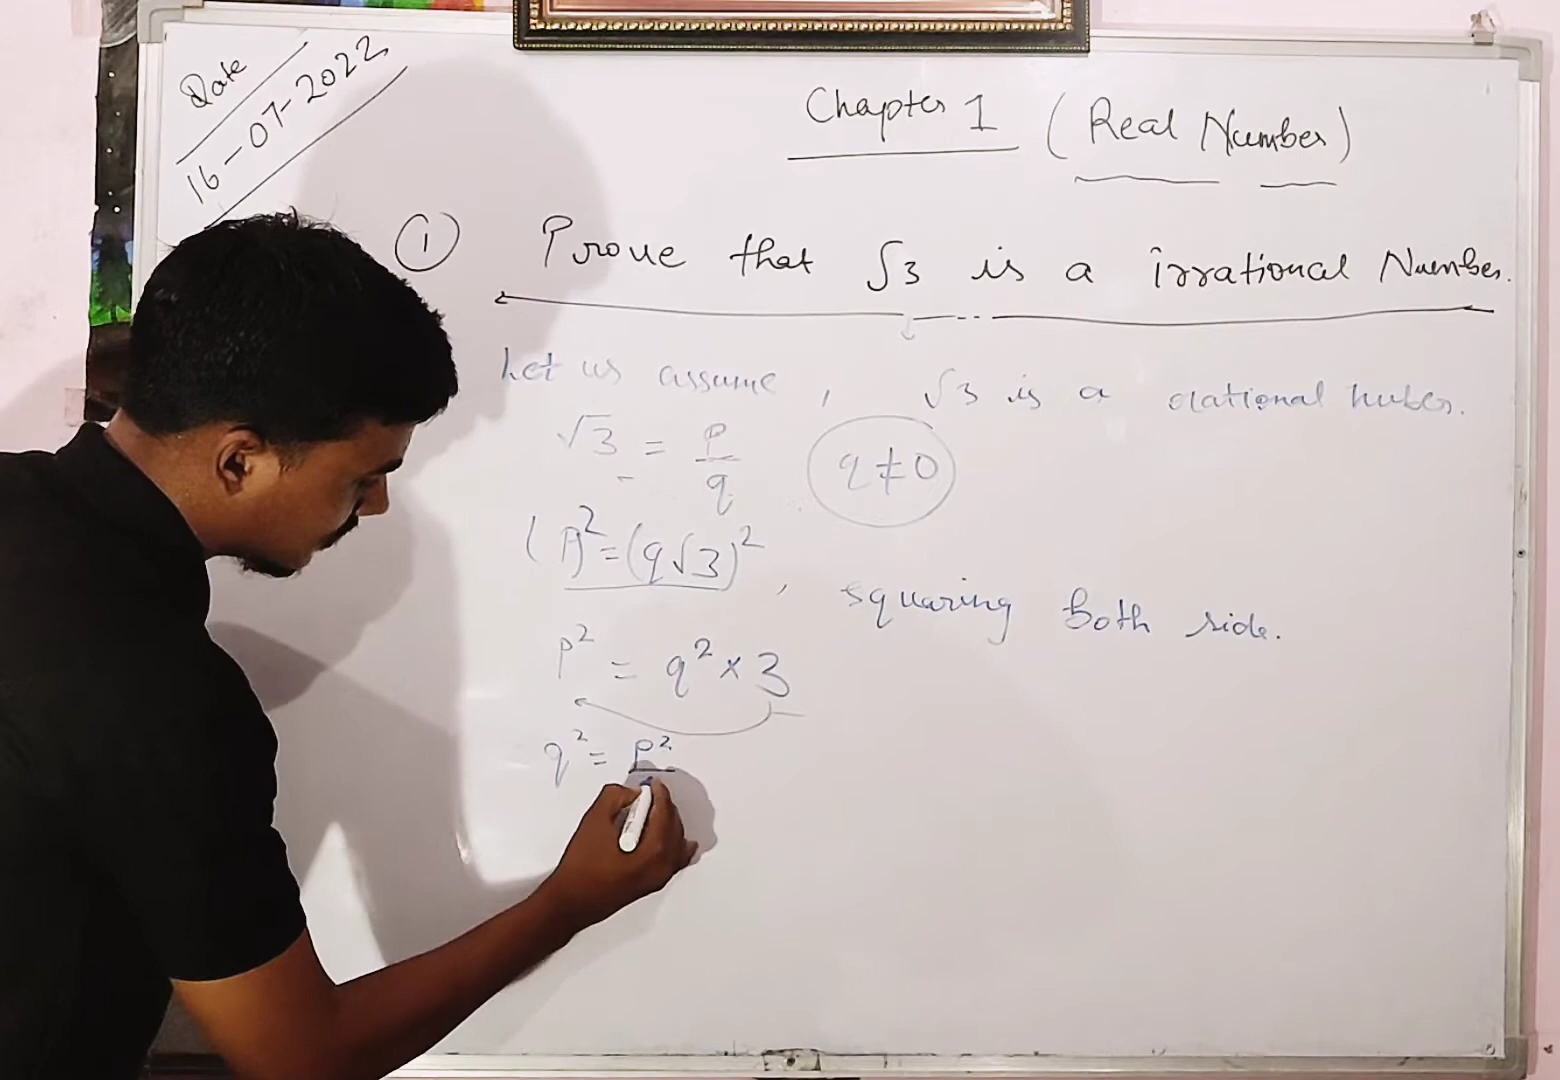 Date
16-07-2022
Chapter 1 (Real Number)
① Prove that √3 is a irrational Number.
Let us assume, √3 is a rational nuber.
√3 = p/q q≠0
(P)²=(q√3)², squaring both side.
p² = q² × 3
q² = p²